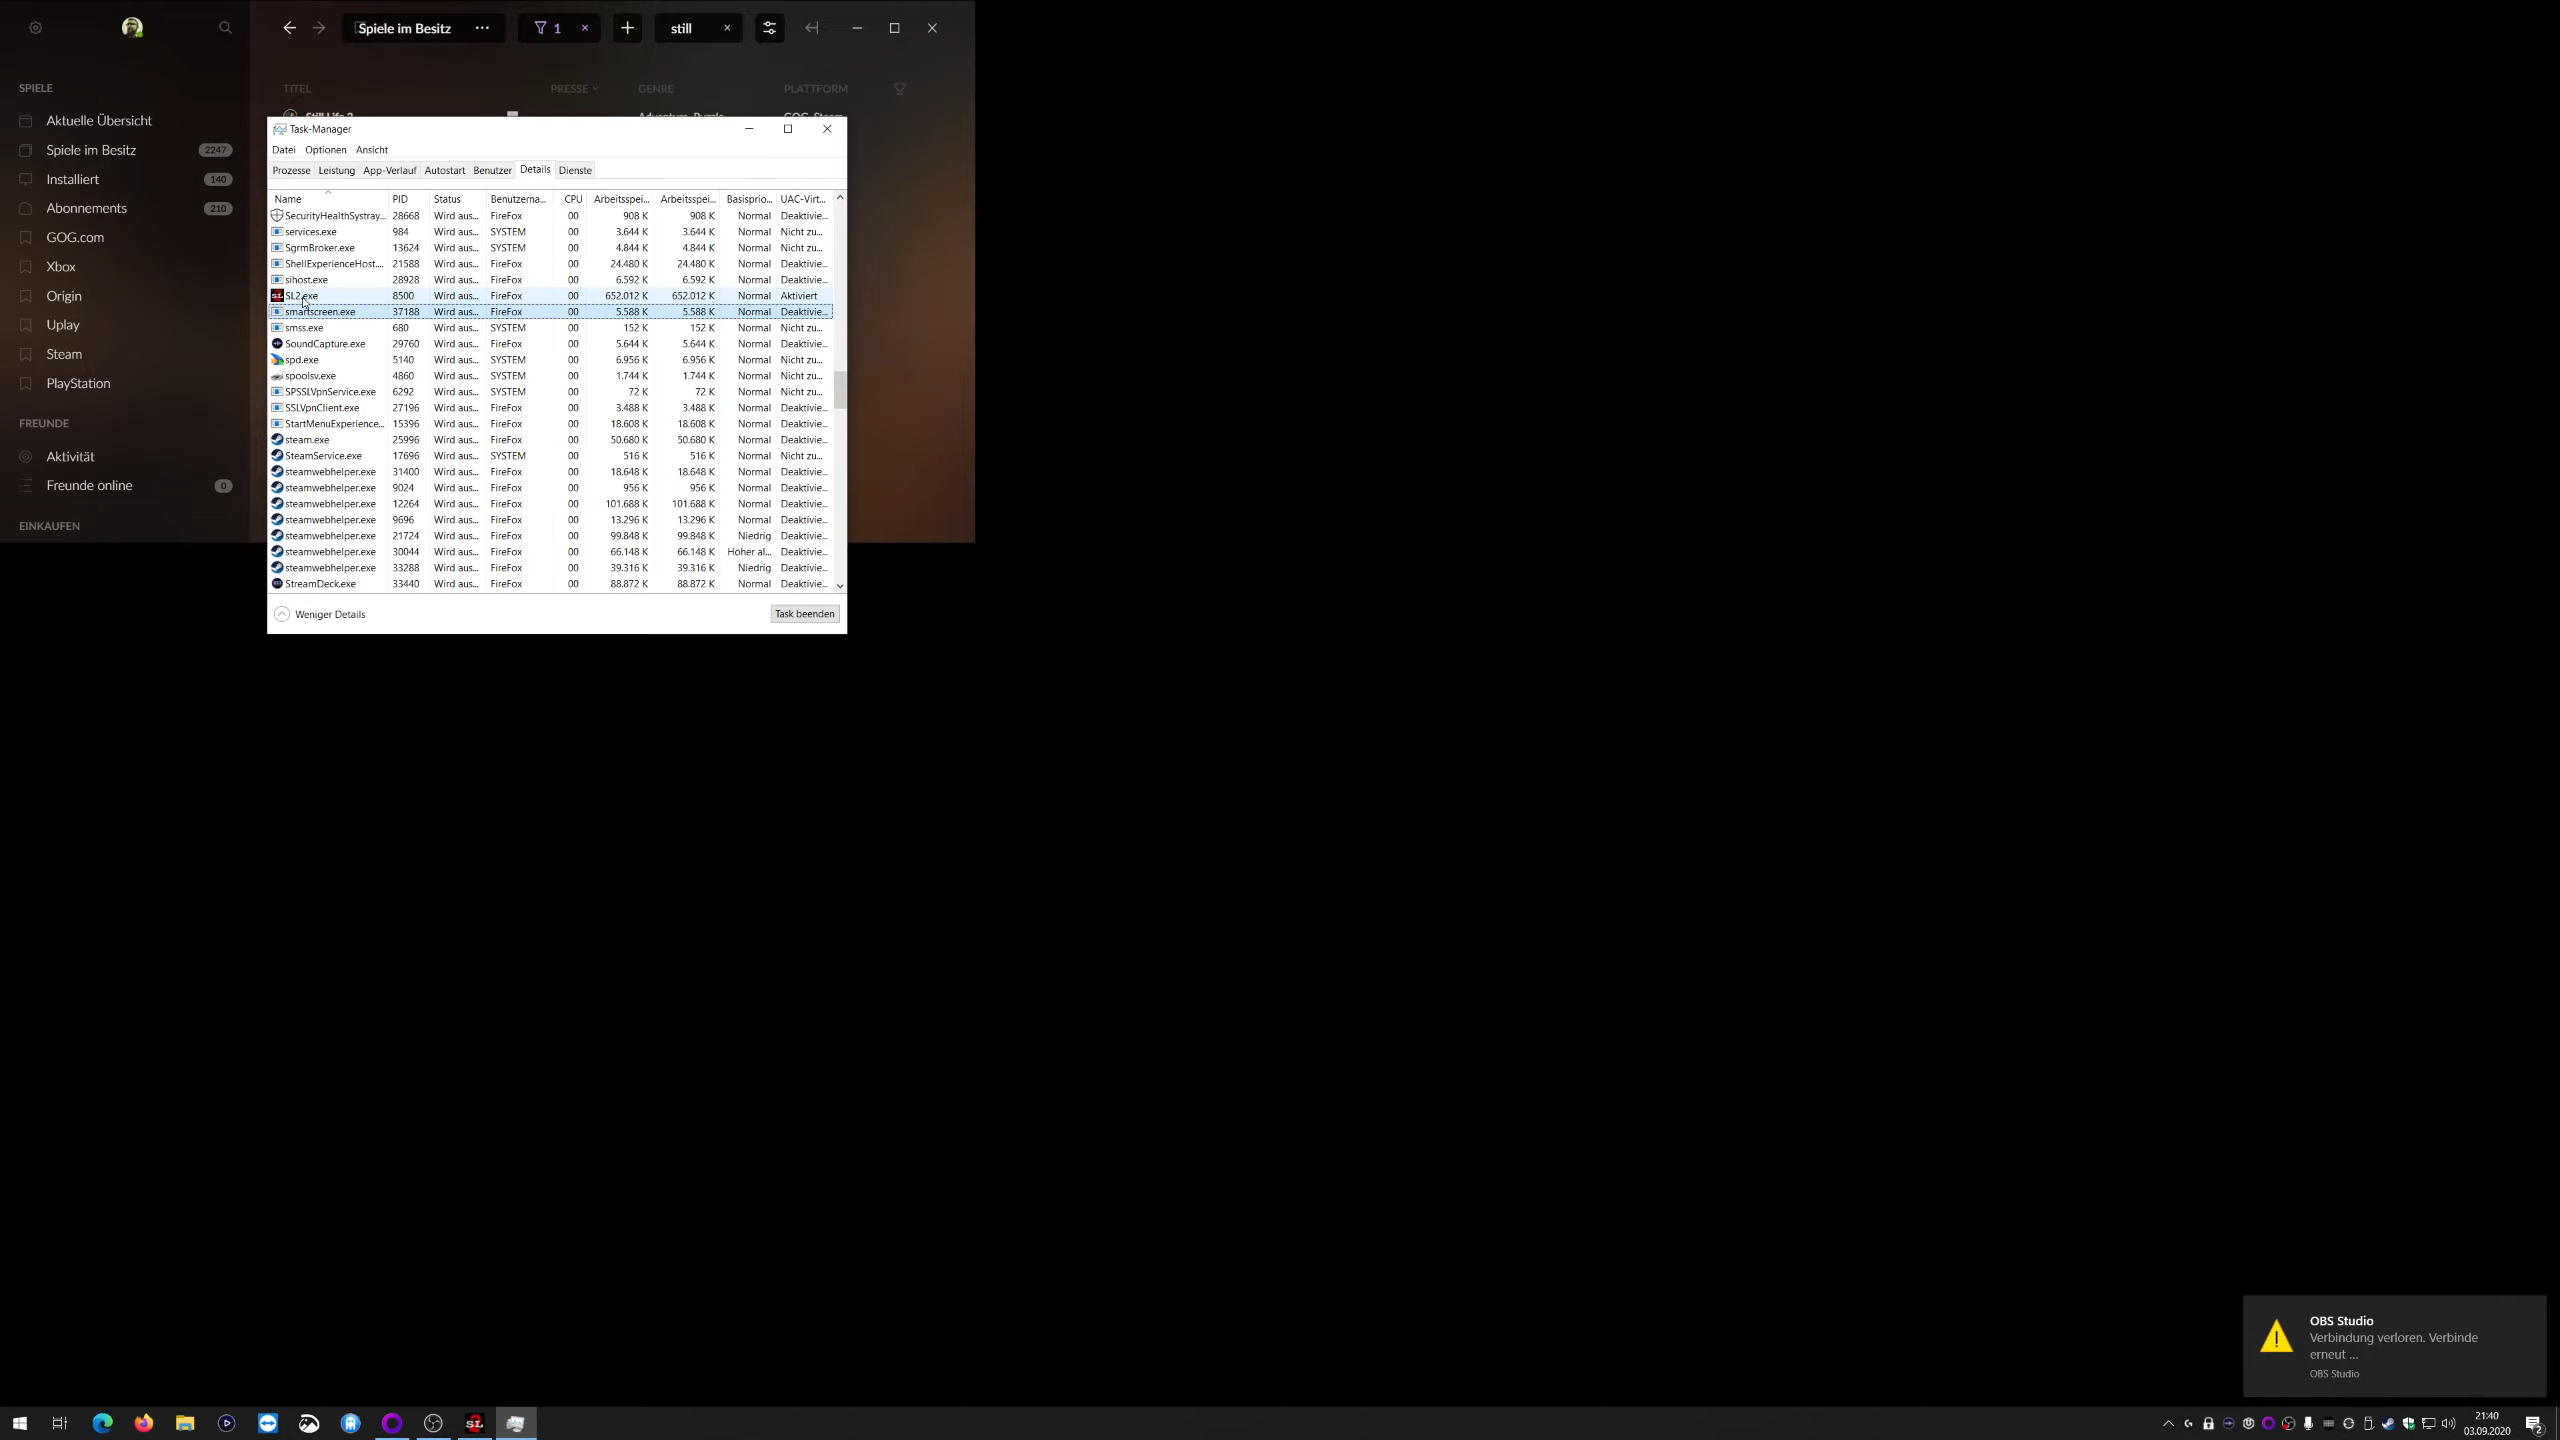 Spiele im Besitz ··· 1 × + still ×
SPIELE
Aktuelle Übersicht
Spiele im Besitz 2247
Installiert 140
Abonnements 210
GOG.com
Xbox
Origin
Uplay
Steam
PlayStation
FREUNDE
Aktivität
Freunde online 0
EINKAUFEN
TITEL PRESSE GENRE PLATTFORM
Still Life 2 Adventure, Puzzle GOG, Steam
Task-Manager
Datei Optionen Ansicht
Prozesse Leistung App-Verlauf Autostart Benutzer Details Dienste
Name PID Status Benutzerna... CPU Arbeitsspei... Arbeitsspei... Basisprio... UAC-Virt...
SecurityHealthSystray... 28668 Wird aus... FireFox 00 908 K 908 K Normal Deaktivie...
services.exe 984 Wird aus... SYSTEM 00 3.644 K 3.644 K Normal Nicht zu...
SgrmBroker.exe 13624 Wird aus... SYSTEM 00 4.844 K 4.844 K Normal Nicht zu...
ShellExperienceHost.... 21588 Wird aus... FireFox 00 24.480 K 24.480 K Normal Deaktivie...
sihost.exe 28928 Wird aus... FireFox 00 6.592 K 6.592 K Normal Deaktivie...
SL2.exe 8500 Wird aus... FireFox 00 652.012 K 652.012 K Normal Aktiviert
smartscreen.exe 37188 Wird aus... FireFox 00 5.588 K 5.588 K Normal Deaktivie...
smss.exe 680 Wird aus... SYSTEM 00 152 K 152 K Normal Nicht zu...
SoundCapture.exe 29760 Wird aus... FireFox 00 5.644 K 5.644 K Normal Deaktivie...
spd.exe 5140 Wird aus... SYSTEM 00 6.956 K 6.956 K Normal Nicht zu...
spoolsv.exe 4860 Wird aus... SYSTEM 00 1.744 K 1.744 K Normal Nicht zu...
SPSSLVpnService.exe 6292 Wird aus... SYSTEM 00 72 K 72 K Normal Nicht zu...
SSLVpnClient.exe 27196 Wird aus... FireFox 00 3.488 K 3.488 K Normal Deaktivie...
StartMenuExperience... 15396 Wird aus... FireFox 00 18.608 K 18.608 K Normal Deaktivie...
steam.exe 25996 Wird aus... FireFox 00 50.680 K 50.680 K Normal Deaktivie...
SteamService.exe 17696 Wird aus... SYSTEM 00 516 K 516 K Normal Nicht zu...
steamwebhelper.exe 31400 Wird aus... FireFox 00 18.648 K 18.648 K Normal Deaktivie...
steamwebhelper.exe 9024 Wird aus... FireFox 00 956 K 956 K Normal Deaktivie...
steamwebhelper.exe 12264 Wird aus... FireFox 00 101.688 K 101.688 K Normal Deaktivie...
steamwebhelper.exe 9696 Wird aus... FireFox 00 13.296 K 13.296 K Normal Deaktivie...
steamwebhelper.exe 21724 Wird aus... FireFox 00 99.848 K 99.848 K Niedrig Deaktivie...
steamwebhelper.exe 30044 Wird aus... FireFox 00 66.148 K 66.148 K Höher al... Deaktivie...
steamwebhelper.exe 33288 Wird aus... FireFox 00 39.316 K 39.316 K Niedrig Deaktivie...
StreamDeck.exe 33440 Wird aus... FireFox 00 88.872 K 88.872 K Normal Deaktivie...
Weniger Details Task beenden
OBS Studio
Verbindung verloren. Verbinde
erneut ...
OBS Studio
SL
21:40
03.09.2020
2